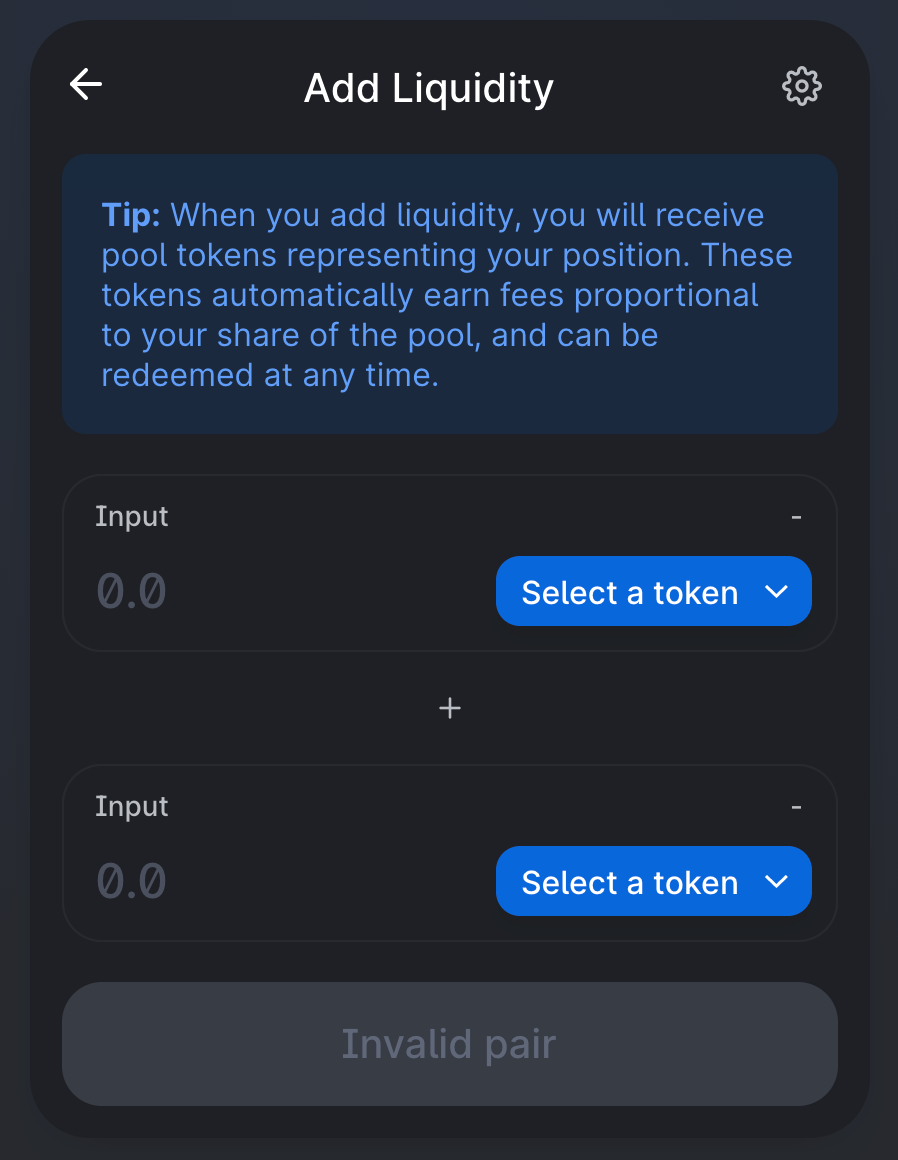 Add Liquidity
Tip: When you add liquidity, you will receive
pool tokens representing your position. These
tokens automatically earn fees proportional
to your share of the pool, and can be
redeemed at any time.
Input -
0.0 Select a token
+
Input -
0.0 Select a token
Invalid pair